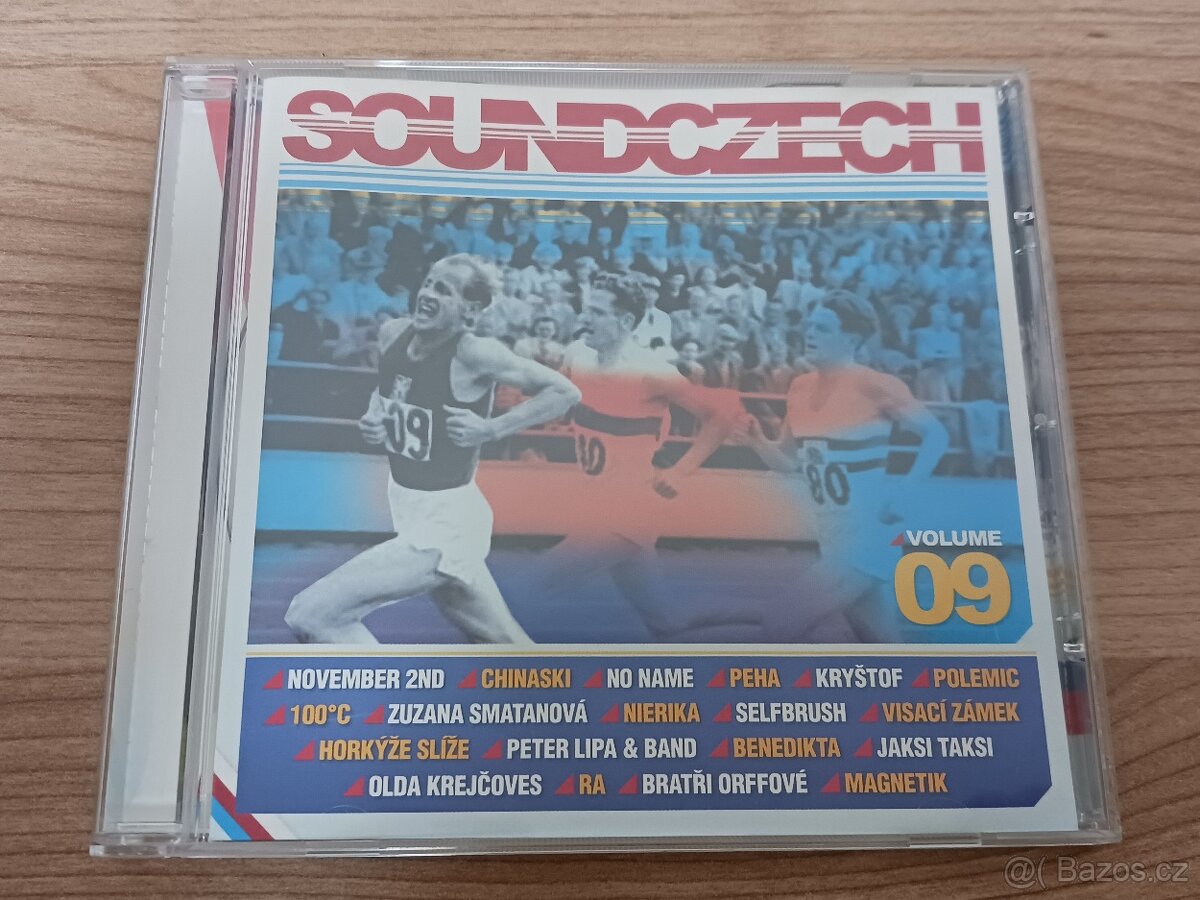 SOUNDCZECH
09
80
VOLUME
09
NOVEMBER 2ND CHINASKI NO NAME PEHA KRYŠTOF POLEMIC
100°C ZUZANA SMATANOVÁ NIERIKA SELFBRUSH VISACÍ ZÁMEK
HORKÝŽE SLÍŽE PETER LIPA & BAND BENEDIKTA JAKSI TAKSI
OLDA KREJČOVES RA BRATŘI ORFFOVÉ MAGNETIK
@( Bazos.cz